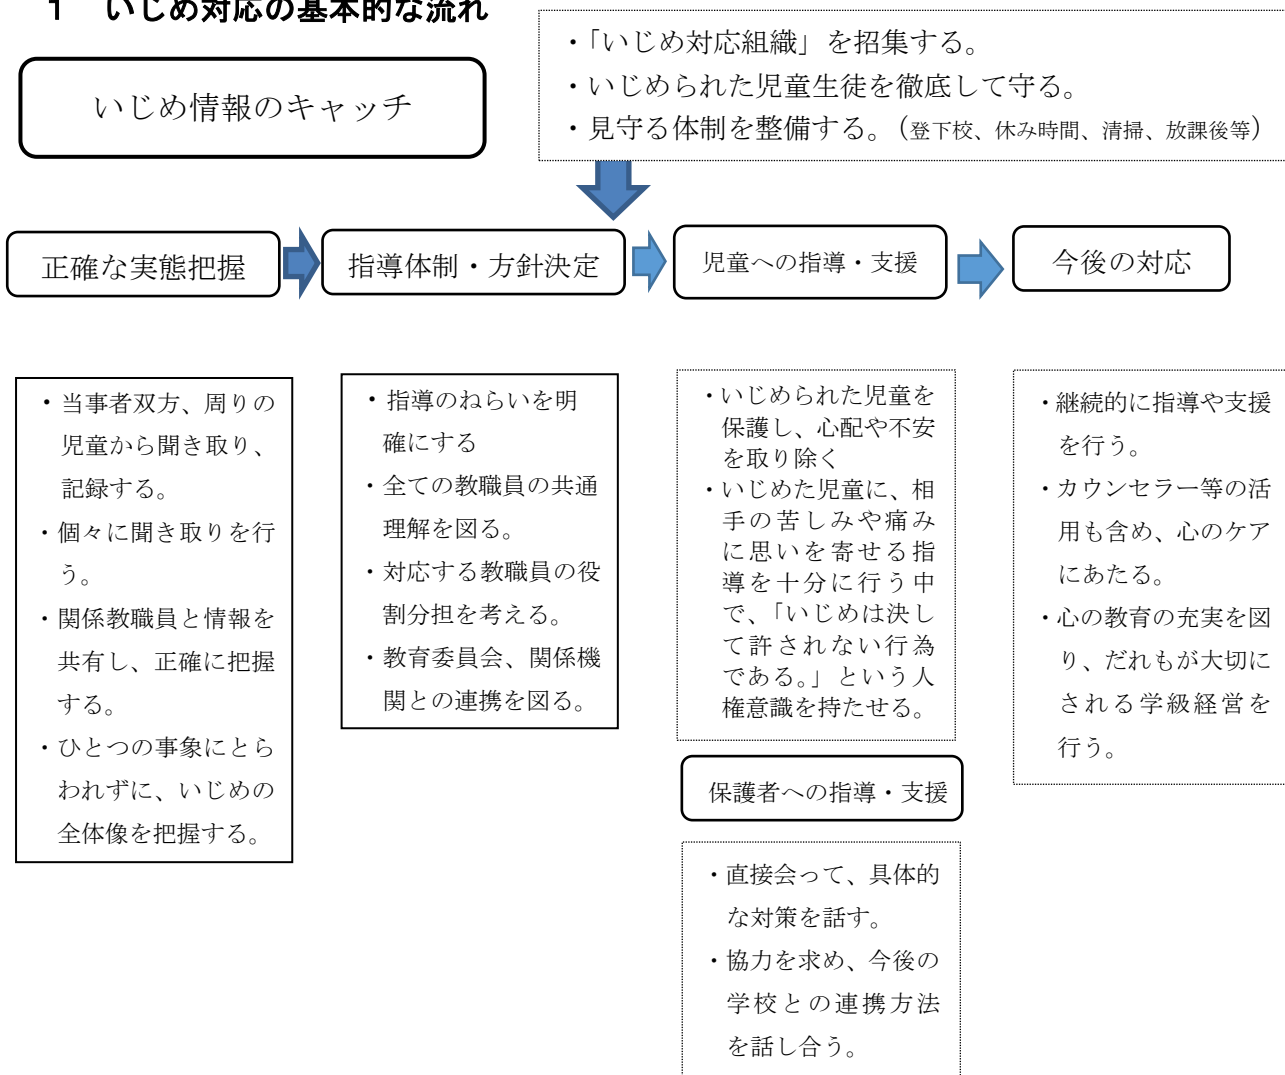 1　いじめ対応の基本的な流れ
いじめ情報のキャッチ
・「いじめ対応組織」を招集する。
・いじめられた児童生徒を徹底して守る。
・見守る体制を整備する。（登下校、休み時間、清掃、放課後等）
正確な実態把握
指導体制・方針決定
児童への指導・支援
今後の対応
・当事者双方、周りの
児童から聞き取り、
記録する。
・個々に聞き取りを行
う。
・関係教職員と情報を
共有し、正確に把握
する。
・ひとつの事象にとら
われずに、いじめの
全体像を把握する。
・指導のねらいを明
確にする
・全ての教職員の共通
理解を図る。
・対応する教職員の役
割分担を考える。
・教育委員会、関係機
関との連携を図る。
・いじめられた児童を
保護し、心配や不安
を取り除く
・いじめた児童に、相
手の苦しみや痛み
に思いを寄せる指
導を十分に行う中
で、「いじめは決し
て許されない行為
である。」という人
権意識を持たせる。
保護者への指導・支援
・直接会って、具体的
な対策を話す。
・協力を求め、今後の
学校との連携方法
を話し合う。
・継続的に指導や支援
を行う。
・カウンセラー等の活
用も含め、心のケア
にあたる。
・心の教育の充実を図
り、だれもが大切に
される学級経営を
行う。